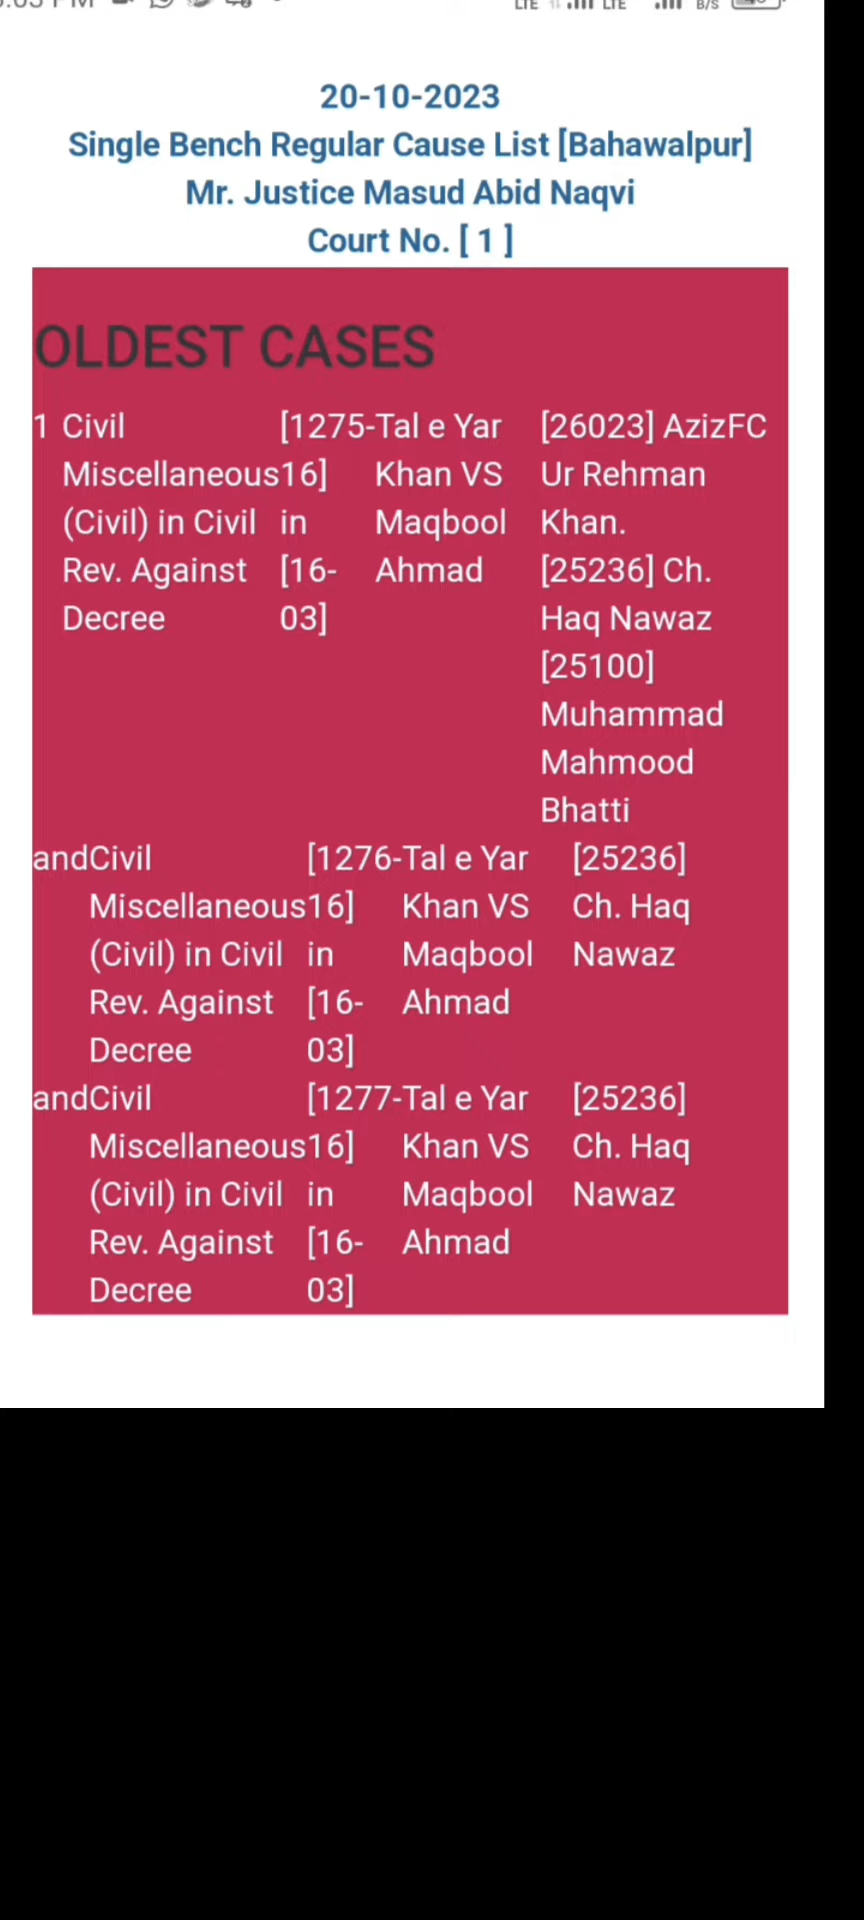 20-10-2023
Single Bench Regular Cause List [Bahawalpur]
Mr. Justice Masud Abid Naqvi
Court No. [ 1 ]
OLDEST CASES
1 Civil [1275-Tal e Yar [26023] AzizFC
Miscellaneous16] Khan VS Ur Rehman
(Civil) in Civil in Maqbool Khan.
Rev. Against [16- Ahmad [25236] Ch.
Decree 03] Haq Nawaz
[25100]
Muhammad
Mahmood
Bhatti
andCivil [1276-Tal e Yar [25236]
Miscellaneous16] Khan VS Ch. Haq
(Civil) in Civil in Maqbool Nawaz
Rev. Against [16- Ahmad
Decree 03]
andCivil [1277-Tal e Yar [25236]
Miscellaneous16] Khan VS Ch. Haq
(Civil) in Civil in Maqbool Nawaz
Rev. Against [16- Ahmad
Decree 03]